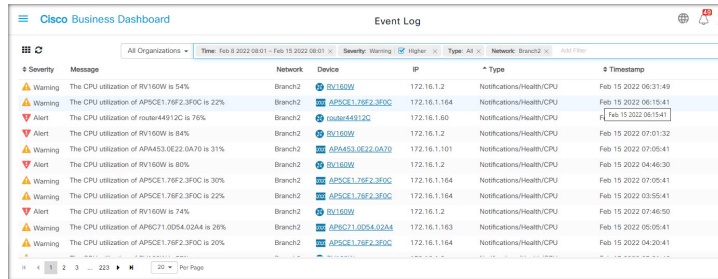 Cisco Business Dashboard
Event Log
49
All Organizations
Time: Feb 8 2022 08:01 ~ Feb 15 2022 08:01 × Severity: Warning Higher × Type: All × Network: Branch2 × Add Filter
Severity Message Network Device IP Type Timestamp
Warning The CPU utilization of RV160W is 54% Branch2 RV160W 172.16.1.2 Notifications/Health/CPU Feb 15 2022 06:31:49
Warning The CPU utilization of AP5CE1.76F2.3F0C is 22% Branch2 AP5CE1.76F2.3F0C 172.16.1.164 Notifications/Health/CPU Feb 15 2022 06:15:41
Alert The CPU utilization of router44912C is 76% Branch2 router44912C 172.16.1.60 Notifications/Health/CPU
Feb 15 2022 06:15:41
Alert The CPU utilization of RV160W is 84% Branch2 RV160W 172.16.1.2 Notifications/Health/CPU Feb 15 2022 07:01:32
Warning The CPU utilization of APA453.0E22.0A70 is 31% Branch2 APA453.0E22.0A70 172.16.1.101 Notifications/Health/CPU Feb 15 2022 07:05:41
Alert The CPU utilization of RV160W is 80% Branch2 RV160W 172.16.1.2 Notifications/Health/CPU Feb 15 2022 04:46:30
Warning The CPU utilization of AP5CE1.76F2.3F0C is 30% Branch2 AP5CE1.76F2.3F0C 172.16.1.164 Notifications/Health/CPU Feb 15 2022 07:05:41
Warning The CPU utilization of AP5CE1.76F2.3F0C is 22% Branch2 AP5CE1.76F2.3F0C 172.16.1.164 Notifications/Health/CPU Feb 15 2022 03:55:41
Alert The CPU utilization of RV160W is 74% Branch2 RV160W 172.16.1.2 Notifications/Health/CPU Feb 15 2022 07:46:50
Warning The CPU utilization of AP6C71.0D54.02A4 is 26% Branch2 AP6C71.0D54.02A4 172.16.1.163 Notifications/Health/CPU Feb 15 2022 05:05:41
Warning The CPU utilization of AP5CE1.76F2.3F0C is 20% Branch2 AP5CE1.76F2.3F0C 172.16.1.164 Notifications/Health/CPU Feb 15 2022 04:20:41
1 2 3 ... 223 20 Per Page